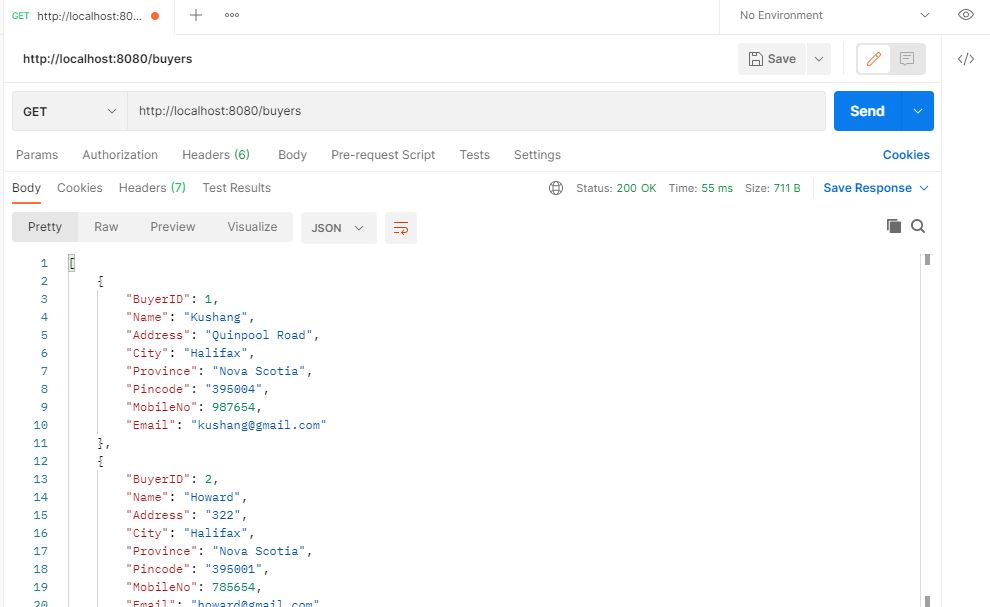 GET http://localhost:80... No Environment
http://localhost:8080/buyers Save
GET http://localhost:8080/buyers Send
Params Authorization Headers (6) Body Pre-request Script Tests Settings Cookies
Body Cookies Headers (7) Test Results Status: 200 OK Time: 55 ms Size: 711 B Save Response
Pretty Raw Preview Visualize JSON
1 [
2 {
3 "BuyerID": 1,
4 "Name": "Kushang",
5 "Address": "Quinpool Road",
6 "City": "Halifax",
7 "Province": "Nova Scotia",
8 "Pincode": "395004",
9 "MobileNo": 987654,
10 "Email": "kushang@gmail.com"
11 },
12 {
13 "BuyerID": 2,
14 "Name": "Howard",
15 "Address": "322",
16 "City": "Halifax",
17 "Province": "Nova Scotia",
18 "Pincode": "395001",
19 "MobileNo": 785654,
20 "Email": "howard@gmail.com"